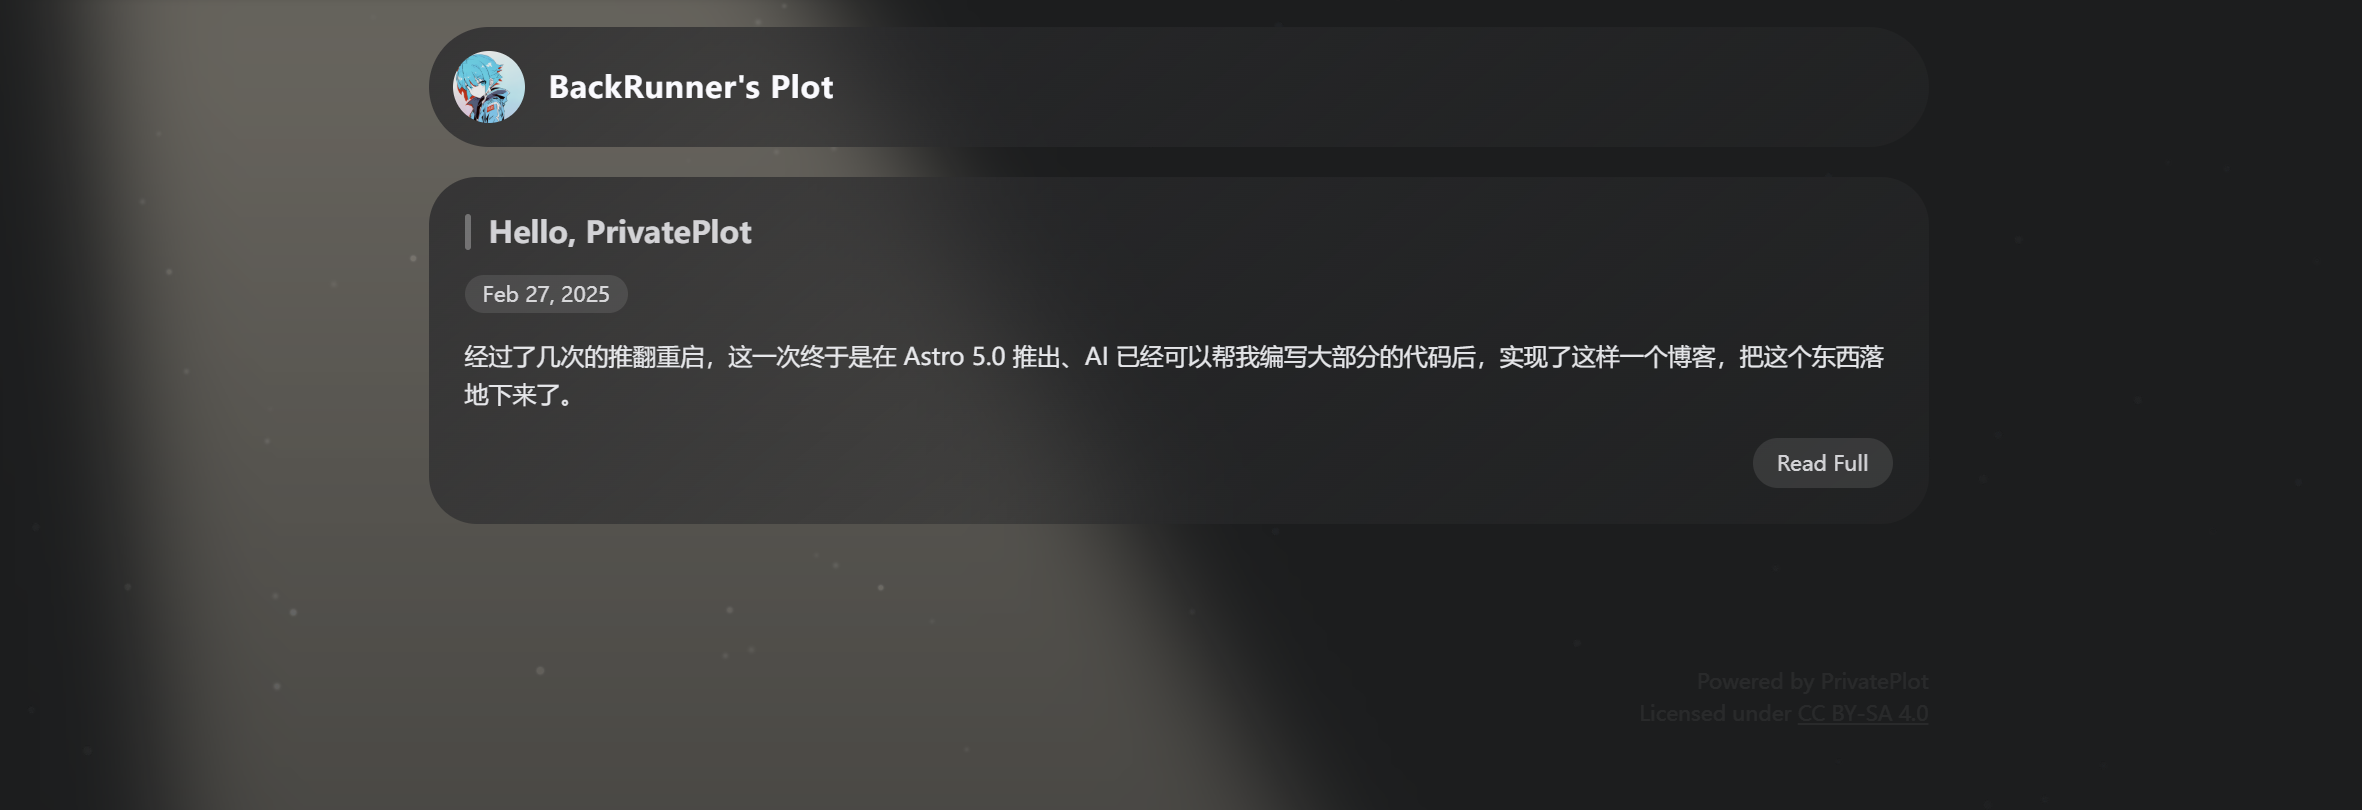 BackRunner's Plot
Hello, PrivatePlot
Feb 27, 2025
经过了几次的推翻重启，这一次终于是在 Astro 5.0 推出、AI 已经可以帮我编写大部分的代码后，实现了这样一个博客，把这个东西落
地下来了。
Read Full
Powered by PrivatePlot
Licensed under CC BY-SA 4.0